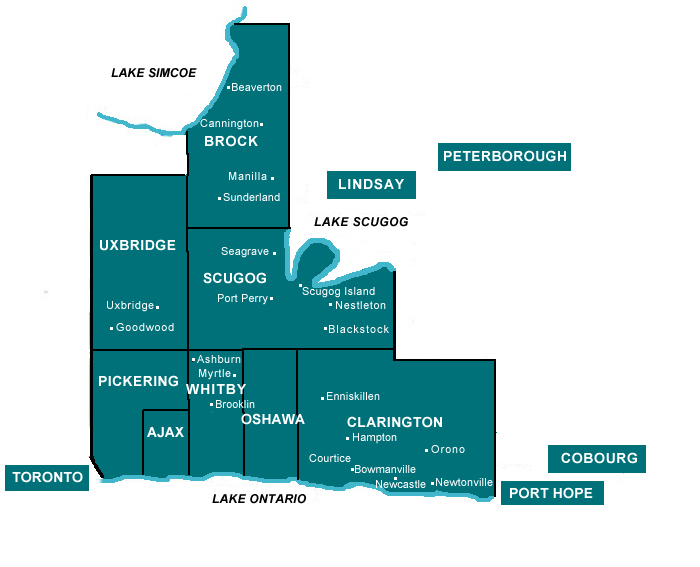 LAKE SIMCOE
Beaverton
Cannington
BROCK
PETERBOROUGH
Manilla
LINDSAY
Sunderland
LAKE SCUGOG
UXBRIDGE
Seagrave
SCUGOG
Scugog Island
Port Perry
Uxbridge
Nestleton
Goodwood
Blackstock
Ashburn
Myrtle
PICKERING
WHITBY
Enniskillen
Brooklin
OSHAWA
CLARINGTON
AJAX
Hampton
Orono
Courtice
COBOURG
Bowmanville
TORONTO
Newcastle
Newtonville
PORT HOPE
LAKE ONTARIO